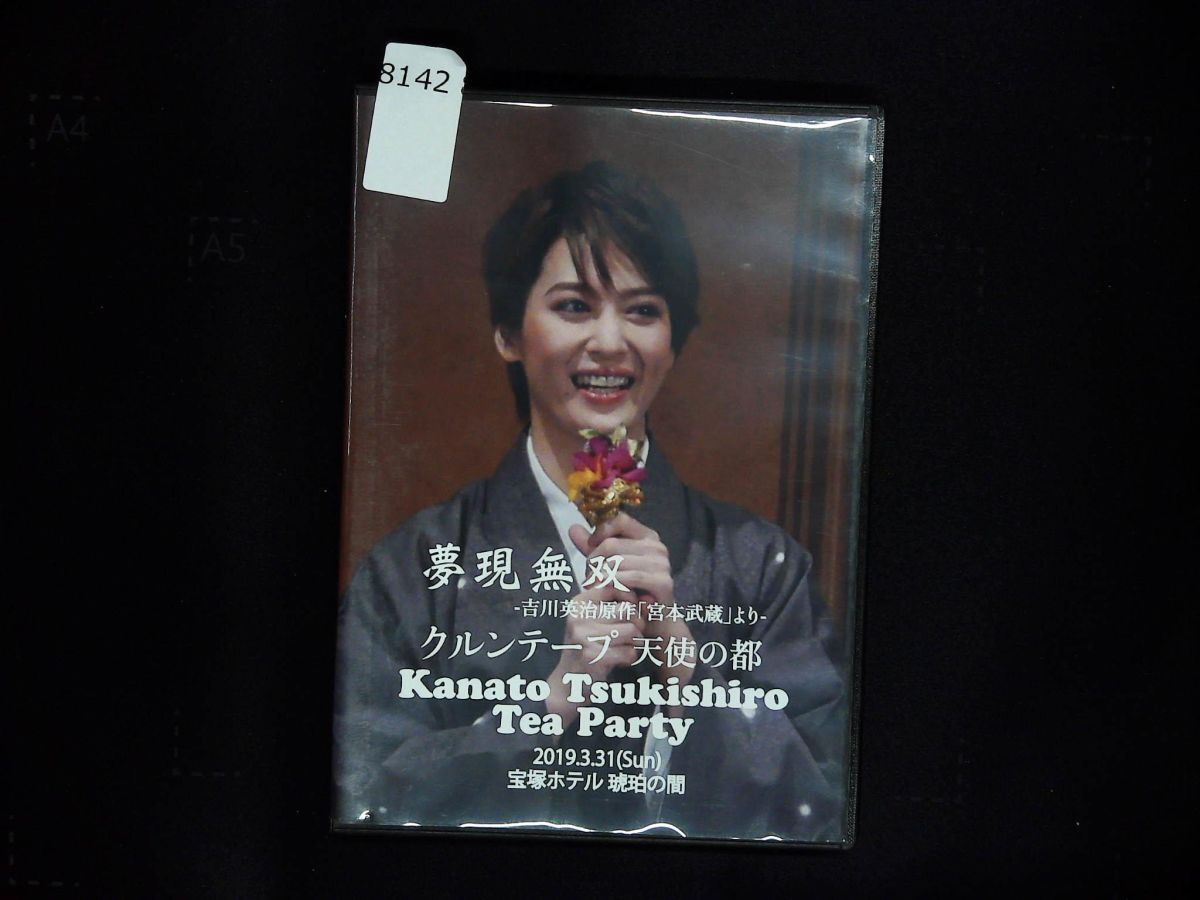 8142
A4
A5
夢現無双
-吉川英治原作「宮本武蔵」より-
クルンテープ 天使の都
Kanato Tsukishiro
Tea Party
2019.3.31(Sun)
宝塚ホテル 琥珀の間